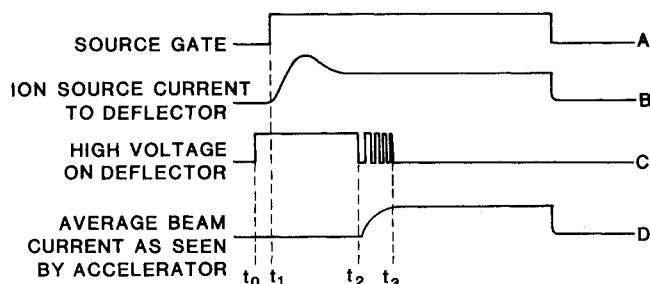 SOURCE GATE
A
ION SOURCE CURRENT
TO DEFLECTOR
B
HIGH VOLTAGE
ON DEFLECTOR
C
AVERAGE BEAM
CURRENT AS SEEN
BY ACCELERATOR
D
t0 t1 t2 t3